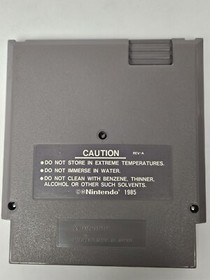 CAUTION REV-A
●DO NOT STORE IN EXTREME TEMPERATURES.
●DO NOT IMMERSE IN WATER.
●DO NOT CLEAN WITH BENZENE, THINNER,
ALCOHOL OR OTHER SUCH SOLVENTS.
©®Nintendo® 1985